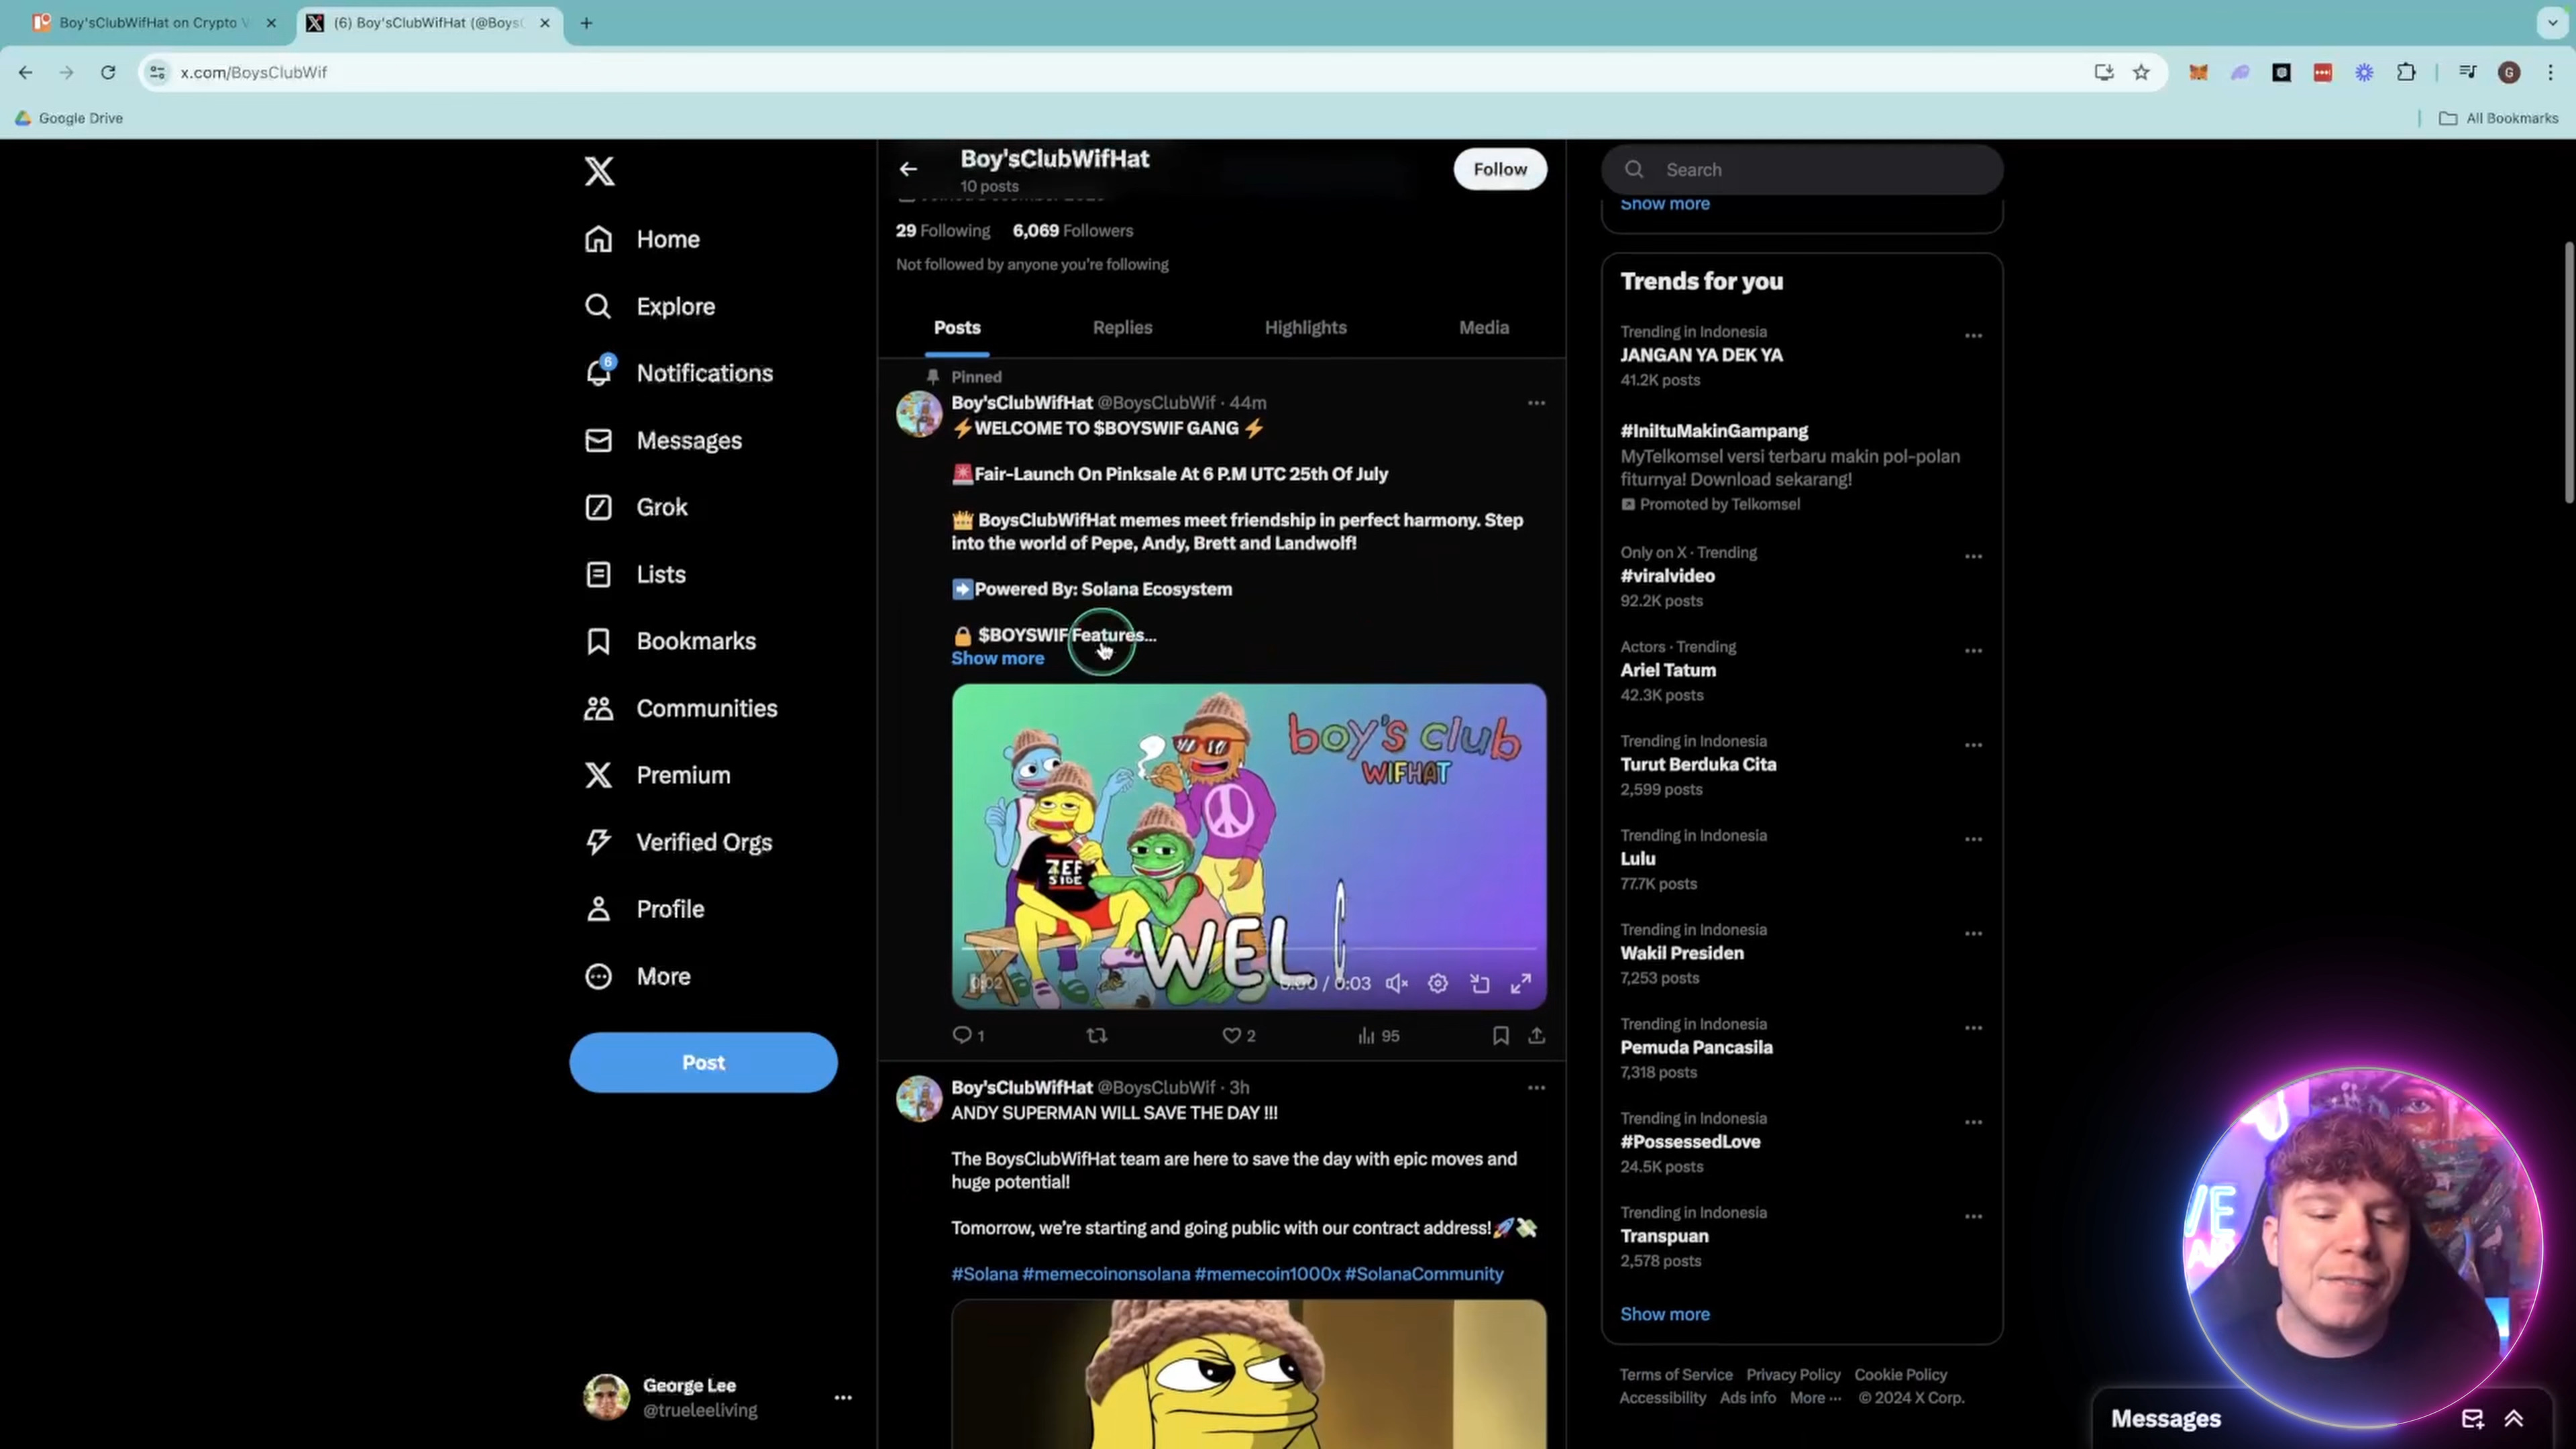 Boy'sClubWifHat on Crypto V
(6) Boy'sClubWifHat (@BoysC
x.com/BoysClubWif
G
Google Drive
All Bookmarks
Home
Explore
6
Notifications
Messages
Grok
Lists
Bookmarks
Communities
Premium
Verified Orgs
Profile
More
Post
George Lee
@trueleeliving
Boy'sClubWifHat
10 posts
Follow
29 Following 6,069 Followers
Not followed by anyone you're following
Posts Replies Highlights Media
Pinned
Boy'sClubWifHat @BoysClubWif · 44m
⚡WELCOME TO $BOYSWIF GANG ⚡
🚨Fair-Launch On Pinksale At 6 P.M UTC 25th Of July
👑 BoysClubWifHat memes meet friendship in perfect harmony. Step
into the world of Pepe, Andy, Brett and Landwolf!
➡️Powered By: Solana Ecosystem
🔒 $BOYSWIF Features...
Show more
boy's club
WIFHAT
ZEF
SIDE
WEL
0:02
0:00 / 0:03
1
2
95
Boy'sClubWifHat @BoysClubWif · 3h
ANDY SUPERMAN WILL SAVE THE DAY !!!
The BoysClubWifHat team are here to save the day with epic moves and
huge potential!
Tomorrow, we're starting and going public with our contract address!🚀💸
#Solana #memecoinonsolana #memecoin1000x #SolanaCommunity
Search
Show more
Trends for you
Trending in Indonesia
JANGAN YA DEK YA
41.2K posts
#IniItuMakinGampang
MyTelkomsel versi terbaru makin pol-polan
fiturnya! Download sekarang!
Promoted by Telkomsel
Only on X · Trending
#viralvideo
92.2K posts
Actors · Trending
Ariel Tatum
42.3K posts
Trending in Indonesia
Turut Berduka Cita
2,599 posts
Trending in Indonesia
Lulu
77.7K posts
Trending in Indonesia
Wakil Presiden
7,253 posts
Trending in Indonesia
Pemuda Pancasila
7,318 posts
Trending in Indonesia
#PossessedLove
24.5K posts
Trending in Indonesia
Transpuan
2,578 posts
Show more
Terms of Service Privacy Policy Cookie Policy
Accessibility Ads info More ··· © 2024 X Corp.
Messages